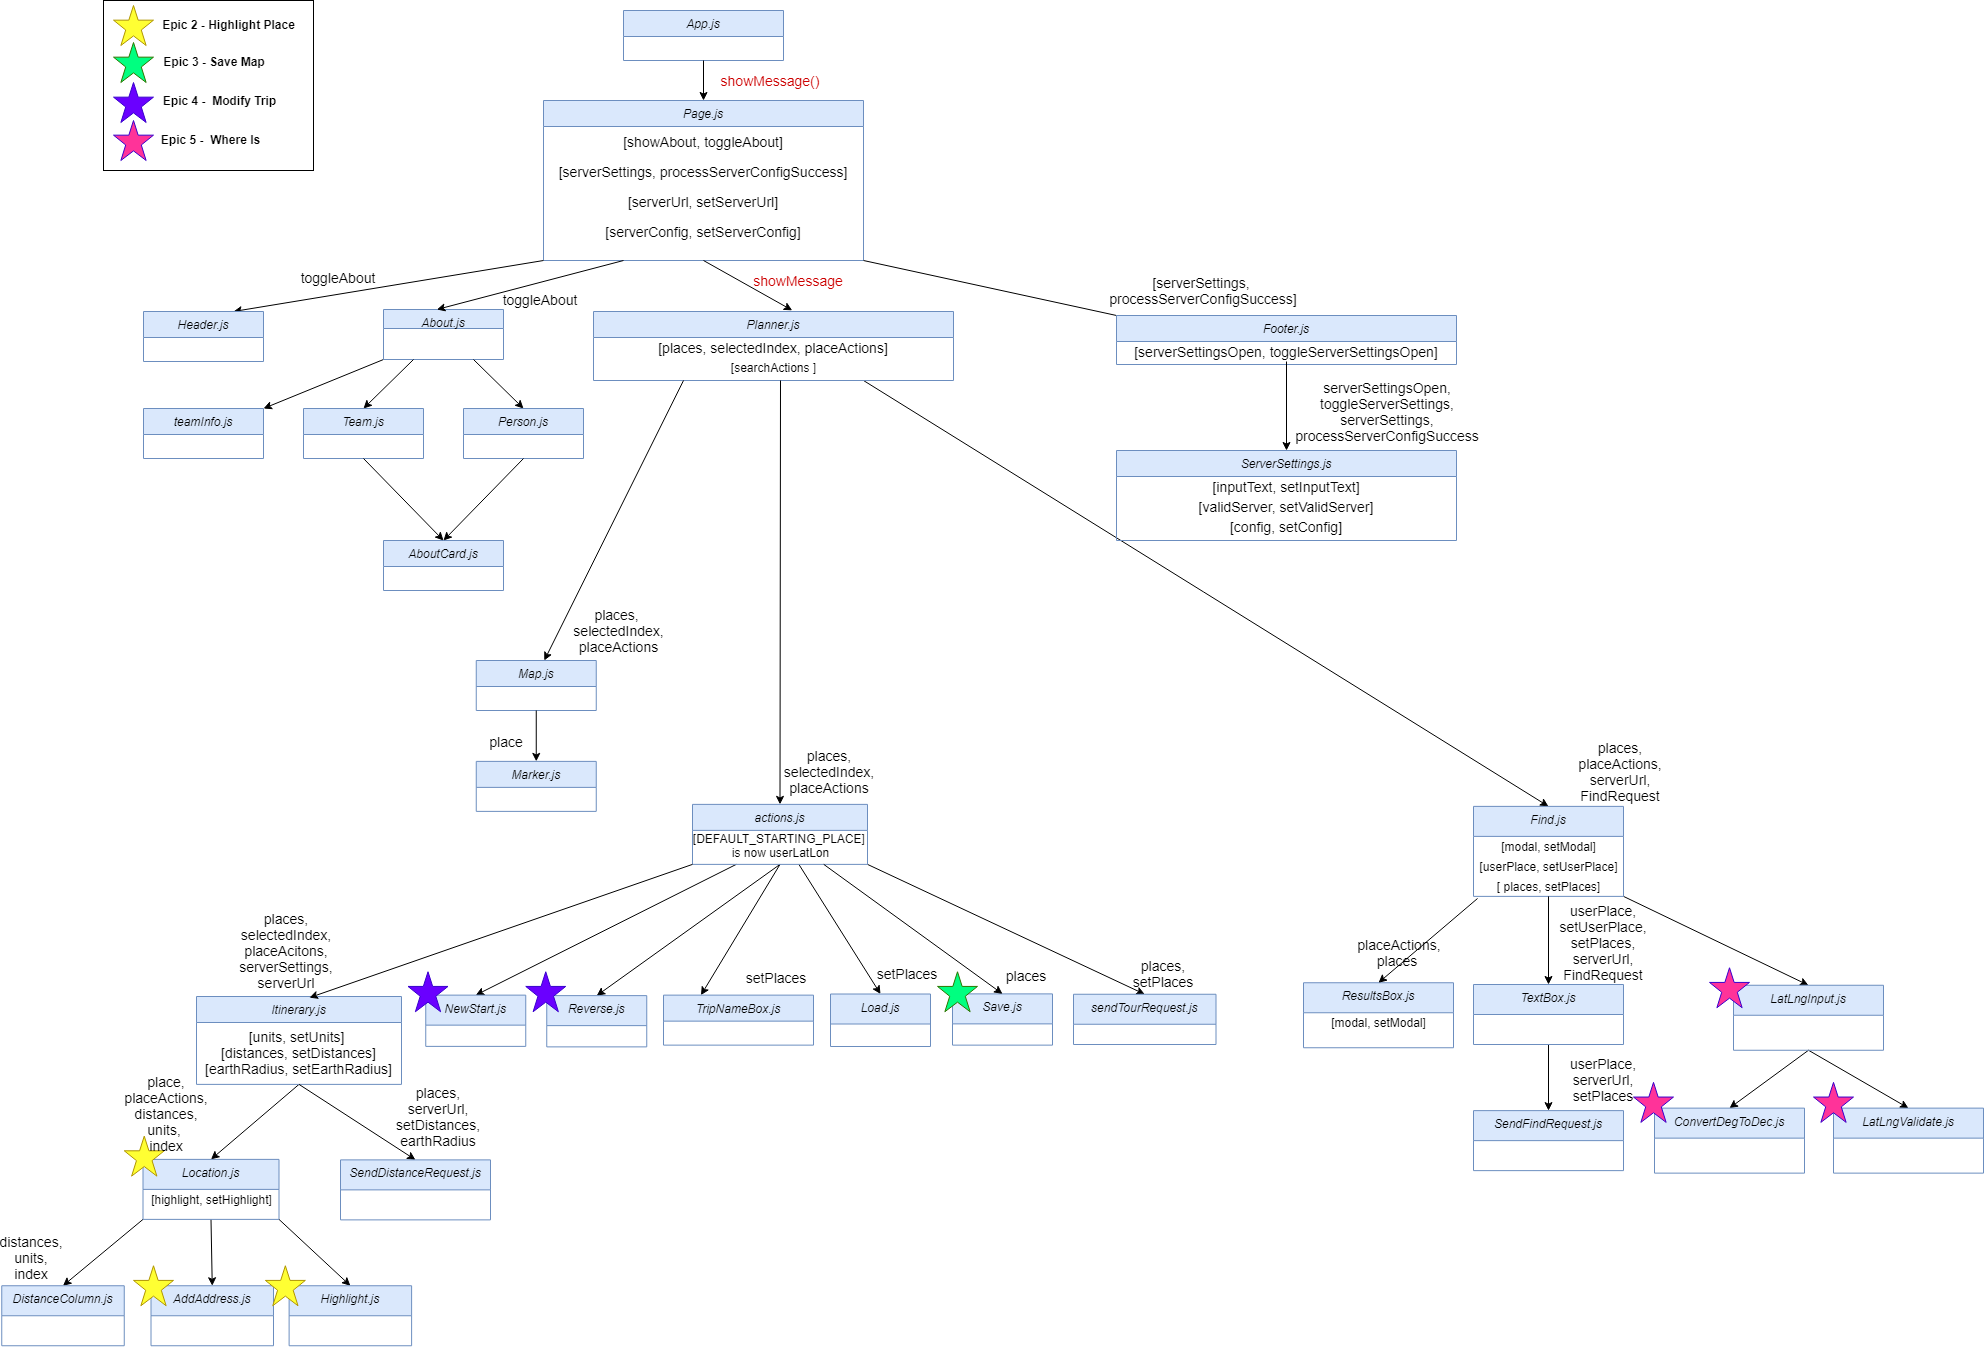 Epic 2 - Highlight Place
Epic 3 - Save Map
Epic 4 -  Modify Trip
Epic 5 -  Where Is
App.js
showMessage()
Page.js
[showAbout, toggleAbout]
[serverSettings, processServerConfigSuccess]
[serverUrl, setServerUrl]
[serverConfig, setServerConfig]
toggleAbout
toggleAbout
showMessage
[serverSettings,
processServerConfigSuccess]
Header.js
About.js
Planner.js
[places, selectedIndex, placeActions]
[searchActions ]
Footer.js
[serverSettingsOpen, toggleServerSettingsOpen]
serverSettingsOpen,
toggleServerSettings,
serverSettings,
processServerConfigSuccess
teamInfo.js
Team.js
Person.js
ServerSettings.js
[inputText, setInputText]
[validServer, setValidServer]
[config, setConfig]
AboutCard.js
places,
selectedIndex,
placeActions
Map.js
place
Marker.js
places,
selectedIndex,
placeActions
places,
placeActions,
serverUrl,
FindRequest
actions.js
[DEFAULT_STARTING_PLACE]
is now userLatLon
Find.js
[modal, setModal]
[userPlace, setUserPlace]
[ places, setPlaces]
places,
selectedIndex,
placeAcitons,
serverSettings,
serverUrl
setPlaces
setPlaces
places
places,
setPlaces
placeActions,
places
userPlace,
setUserPlace,
setPlaces,
serverUrl,
FindRequest
Itinerary.js
[units, setUnits]
[distances, setDistances]
[earthRadius, setEarthRadius]
NewStart.js
Reverse.js
TripNameBox.js
Load.js
Save.js
sendTourRequest.js
ResultsBox.js
[modal, setModal]
TextBox.js
LatLngInput.js
place,
placeActions,
distances,
units,
index
places,
serverUrl,
setDistances,
earthRadius
userPlace,
serverUrl,
setPlaces
Location.js
[highlight, setHighlight]
SendDistanceRequest.js
SendFindRequest.js
ConvertDegToDec.js
LatLngValidate.js
distances,
units,
index
DistanceColumn.js
AddAddress.js
Highlight.js